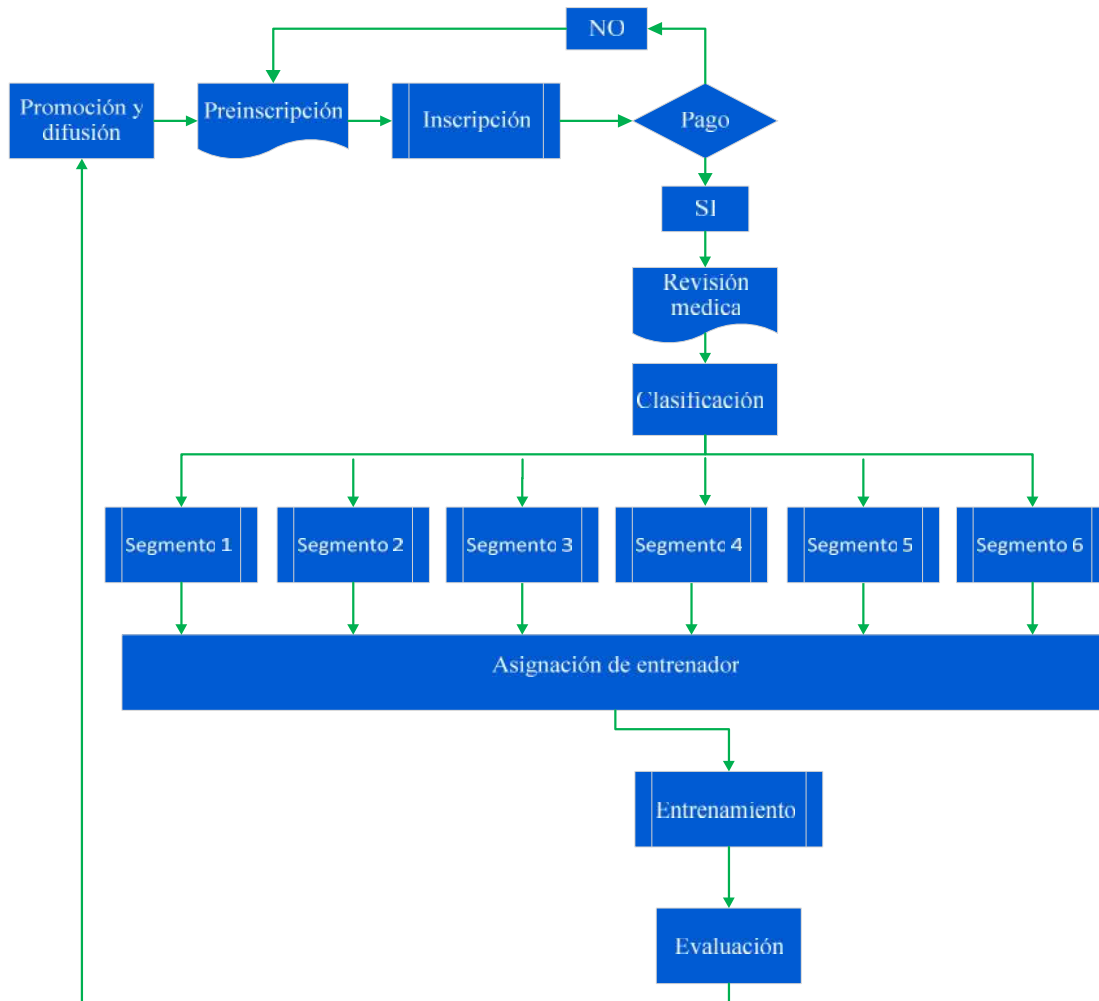 NO
Promoción y
difusión
Preinscripción
Inscripción
Pago
SI
Revisión
medica
Clasificación
Segmento 1
Segmento 2
Segmento 3
Segmento 4
Segmento 5
Segmento 6
Asignación de entrenador
Entrenamiento
Evaluación